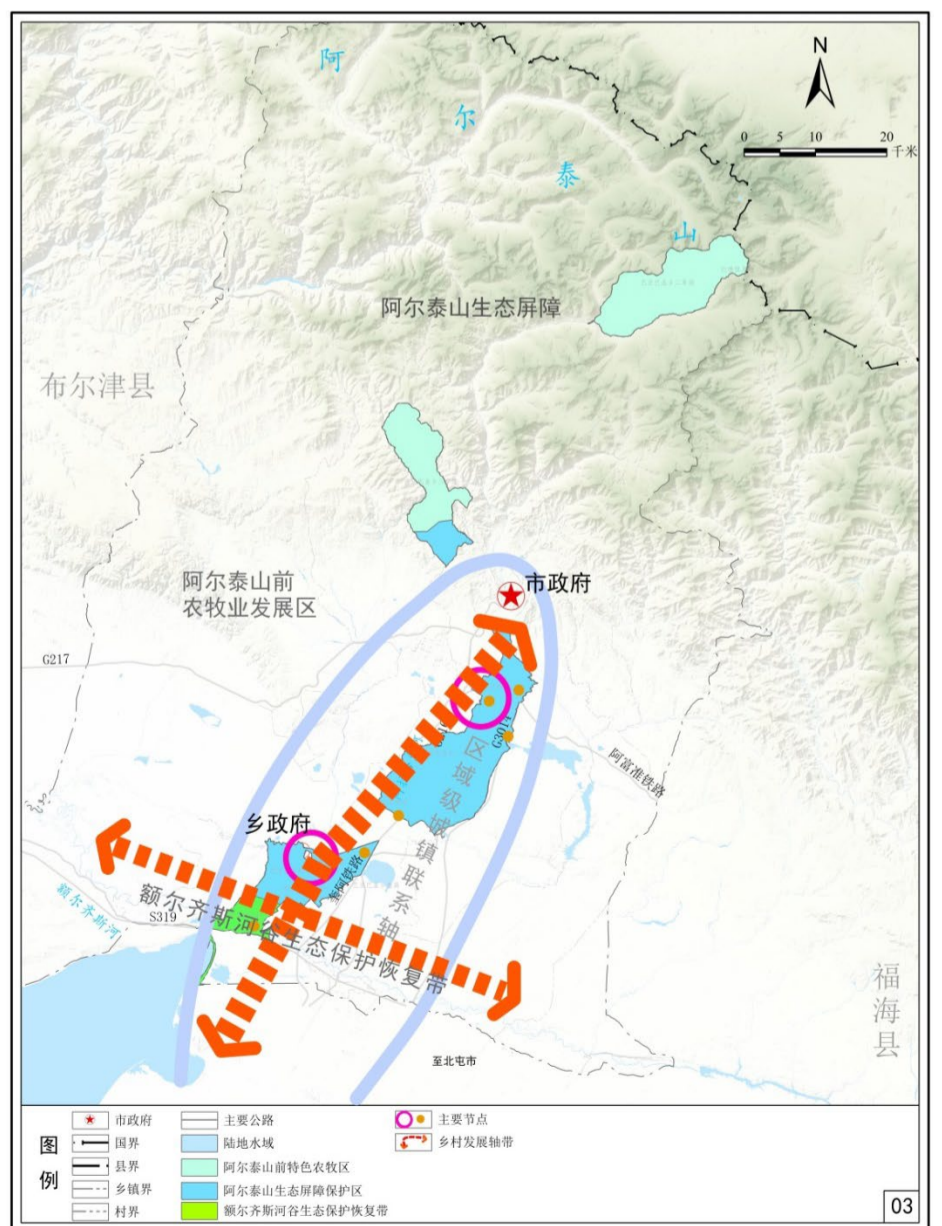 N
0 5 10 20
千米
阿
尔
泰
山
阿尔泰山生态屏障
布尔津县
阿尔泰山前
农牧业发展区
市政府
G217
G3014
阿富准铁路
区域级城镇联系轴
乡政府
奎阿铁路
额尔齐斯河谷生态保护恢复带
S319
额尔齐斯河
福海县
至北屯市
图例
市政府
国界
县界
乡镇界
村界
主要公路
陆地水域
阿尔泰山前特色农牧区
阿尔泰山生态屏障保护区
额尔齐斯河谷生态保护恢复带
主要节点
乡村发展轴带
03